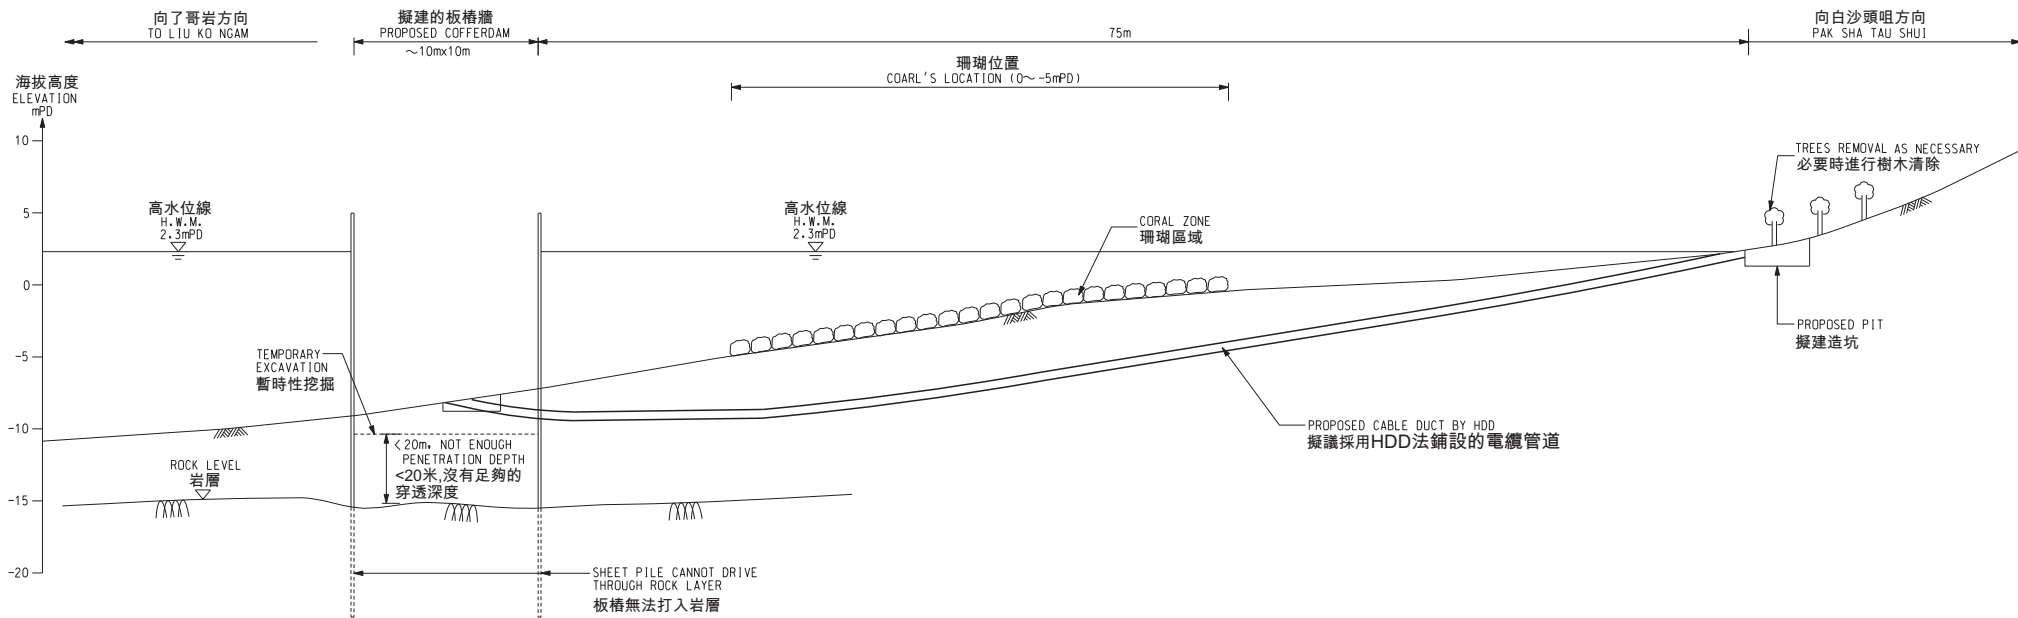 向了哥岩方向
TO LIU KO NGAM
擬建的板樁牆
PROPOSED COFFERDAM
～10mx10m
75m
向白沙頭咀方向
PAK SHA TAU SHUI
珊瑚位置
COARL'S LOCATION (0～-5mPD)
海拔高度
ELEVATION
mPD
10
5
0
-5
-10
-15
-20
高水位線
H.W.M.
2.3mPD
高水位線
H.W.M.
2.3mPD
CORAL ZONE
珊瑚區域
TREES REMOVAL AS NECESSARY
必要時進行樹木清除
PROPOSED PIT
擬建造坑
TEMPORARY
EXCAVATION
暫時性挖掘
<20m. NOT ENOUGH
PENETRATION DEPTH
<20米,沒有足夠的
穿透深度
ROCK LEVEL
岩層
PROPOSED CABLE DUCT BY HDD
擬議採用HDD法鋪設的電纜管道
SHEET PILE CANNOT DRIVE
THROUGH ROCK LAYER
板樁無法打入岩層